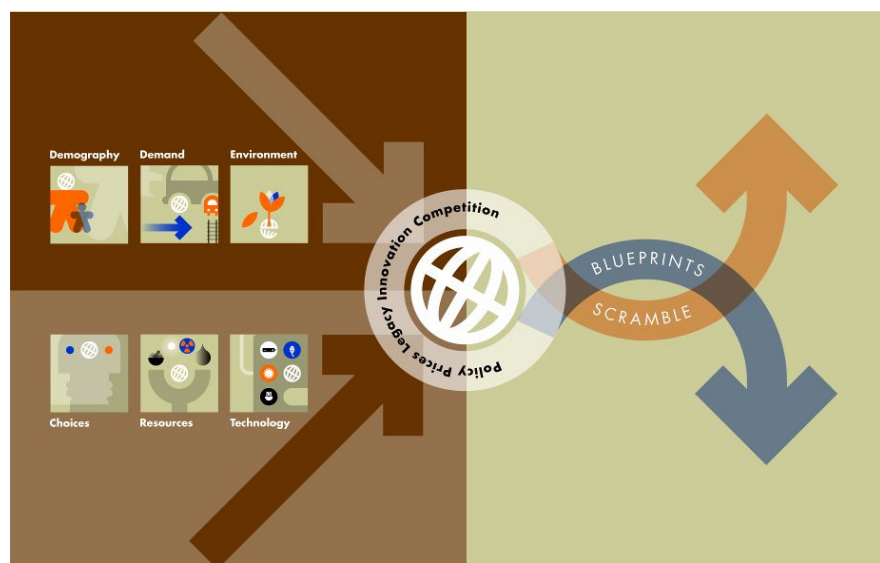 Demography
Demand
Environment
Choices
Resources
Technology
Policy Prices Legacy Innovation Competition
BLUEPRINTS
SCRAMBLE